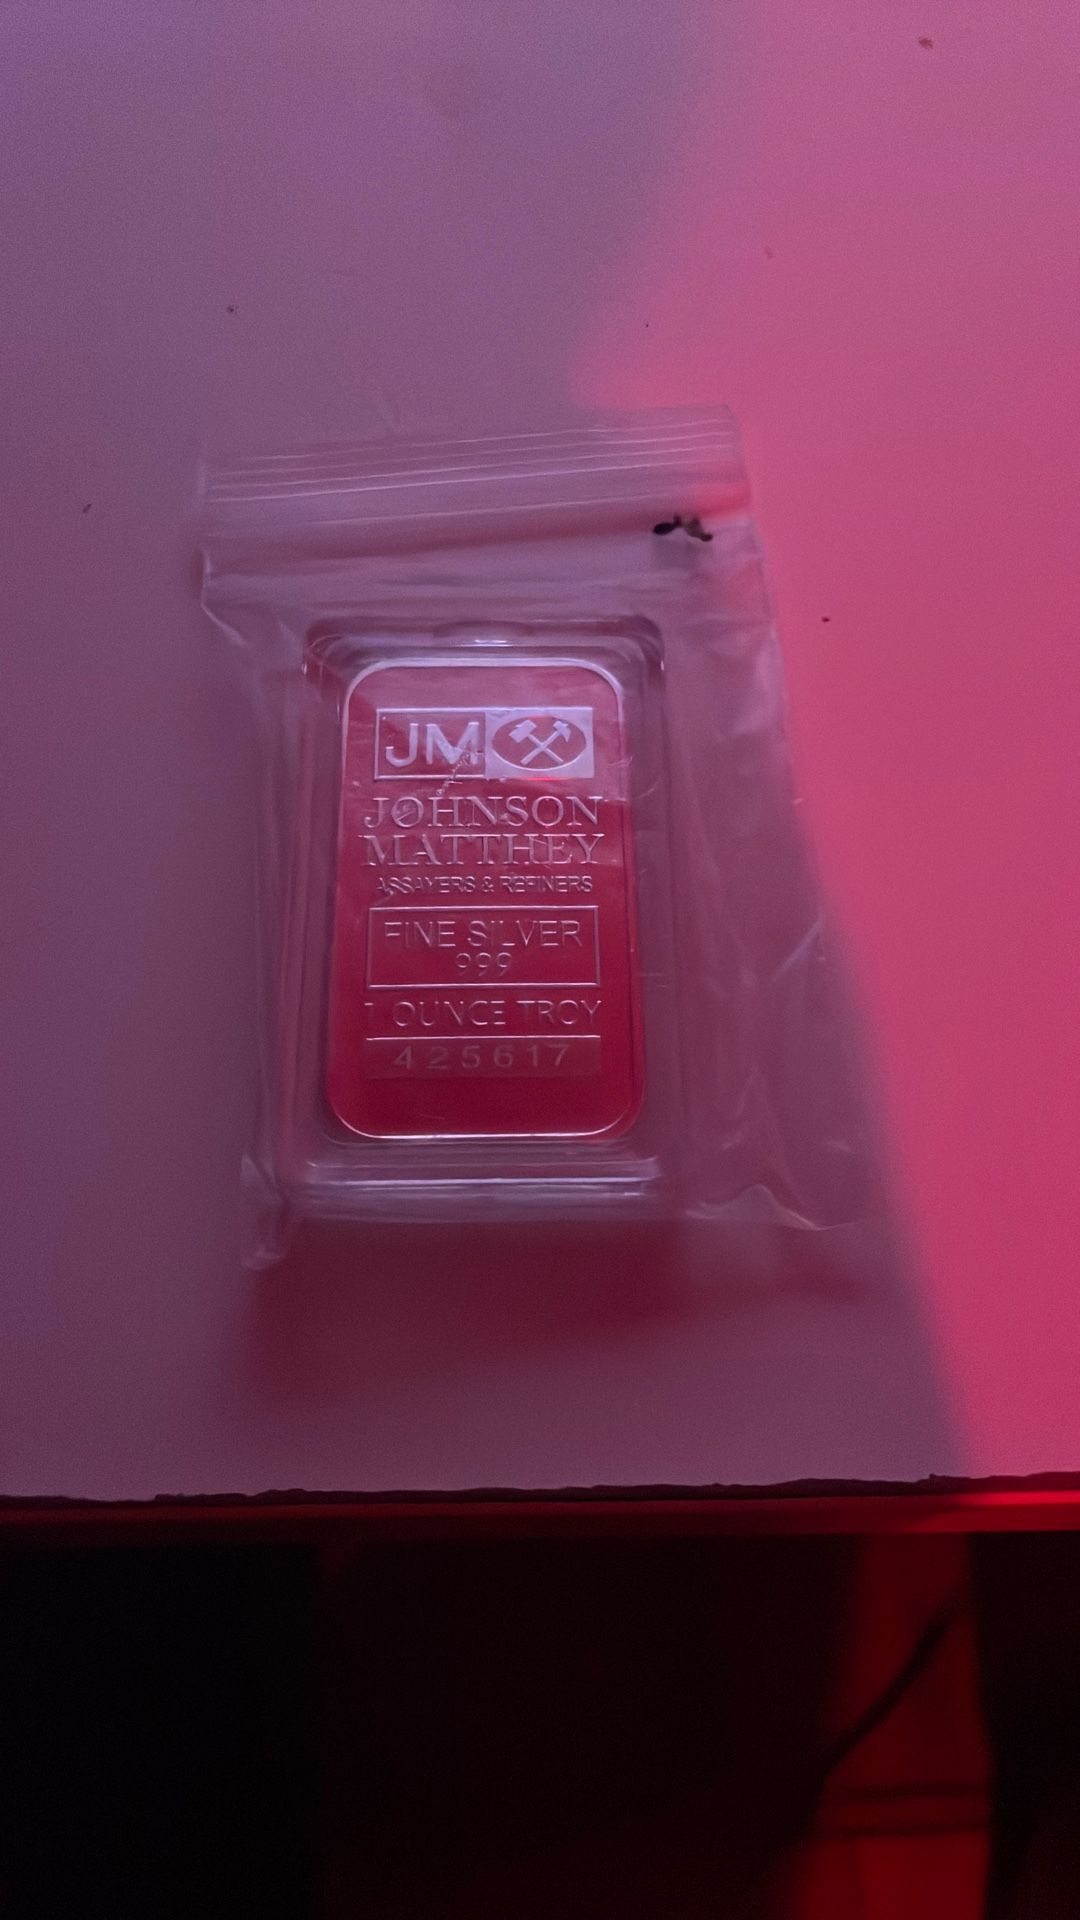 JM
JOHNSON
MATTHEY
ASSAYERS & REFINERS
FINE SILVER
999
1 OUNCE TROY
425617